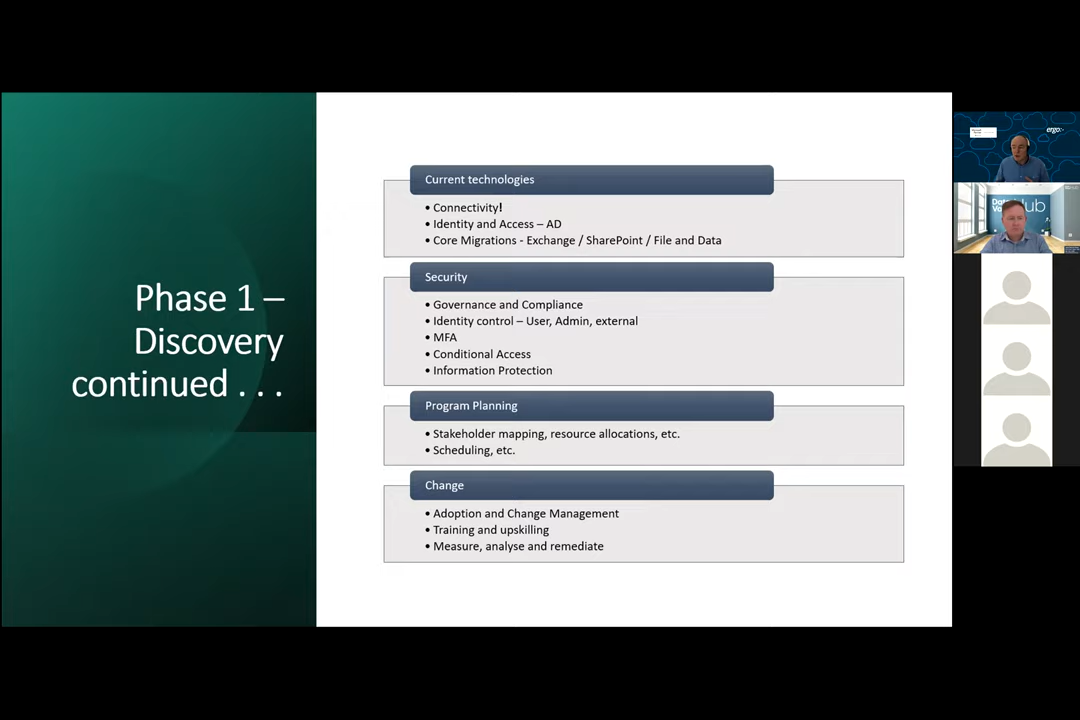 Phase 1 –
Discovery
continued . . .
Current technologies
• Connectivity!
• Identity and Access – AD
• Core Migrations - Exchange / SharePoint / File and Data
Security
• Governance and Compliance
• Identity control – User, Admin, external
• MFA
• Conditional Access
• Information Protection
Program Planning
• Stakeholder mapping, resource allocations, etc.
• Scheduling, etc.
Change
• Adoption and Change Management
• Training and upskilling
• Measure, analyse and remediate
ergo